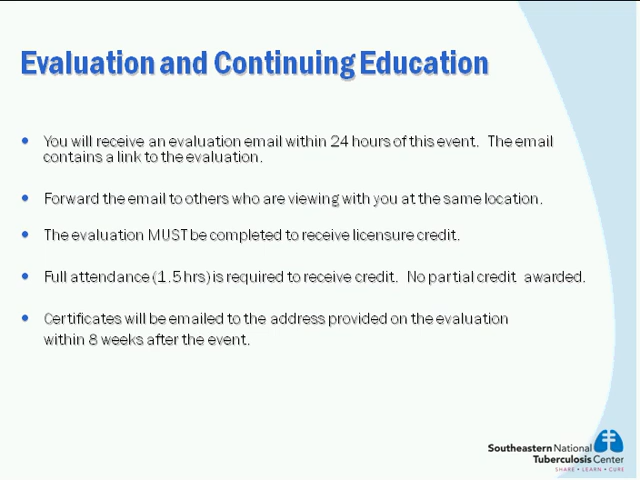 Evaluation and Continuing Education
You will receive an evaluation email within 24 hours of this event. The email
contains a link to the evaluation.
Forward the email to others who are viewing with you at the same location.
The evaluation MUST be completed to receive licensure credit.
Full attendance (1.5 hrs) is required to receive credit. No partial credit awarded.
Certificates will be emailed to the address provided on the evaluation
within 8 weeks after the event.
Southeastern National
Tuberculosis Center
SHARE • LEARN • CURE